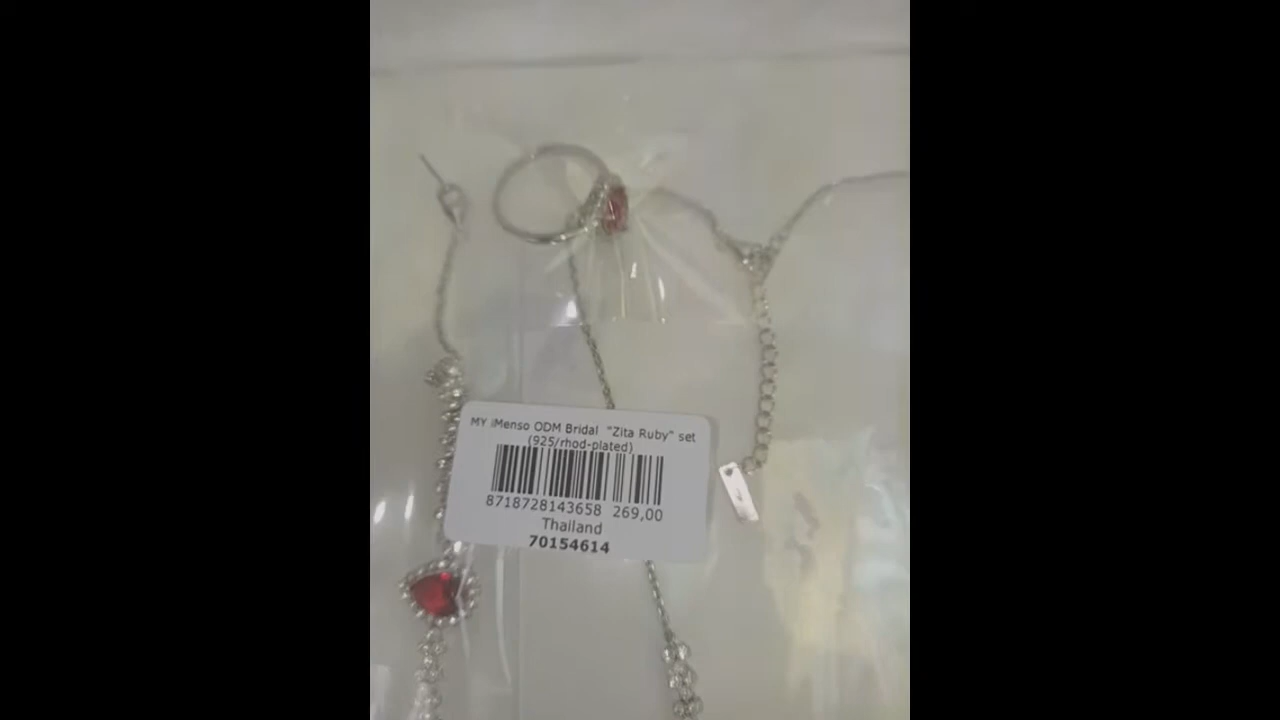 MY iMenso ODM Bridal "Zita Ruby" set
(925/rhod-plated)
8718728143658 269,00
Thailand
70154614